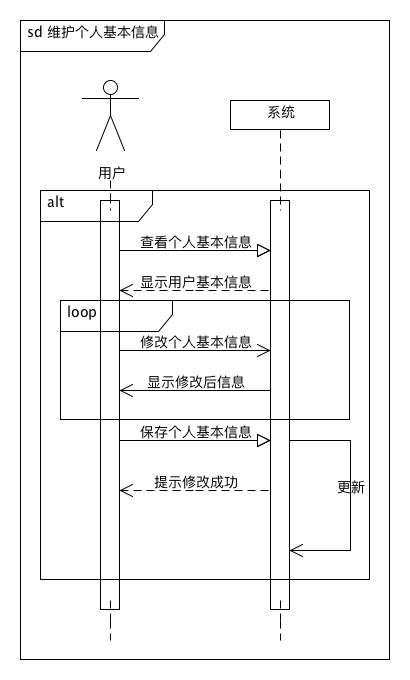 sd 维护个人基本信息
系统
用户
alt
查看个人基本信息
显示用户基本信息
loop
修改个人基本信息
显示修改后信息
保存个人基本信息
提示修改成功
更新